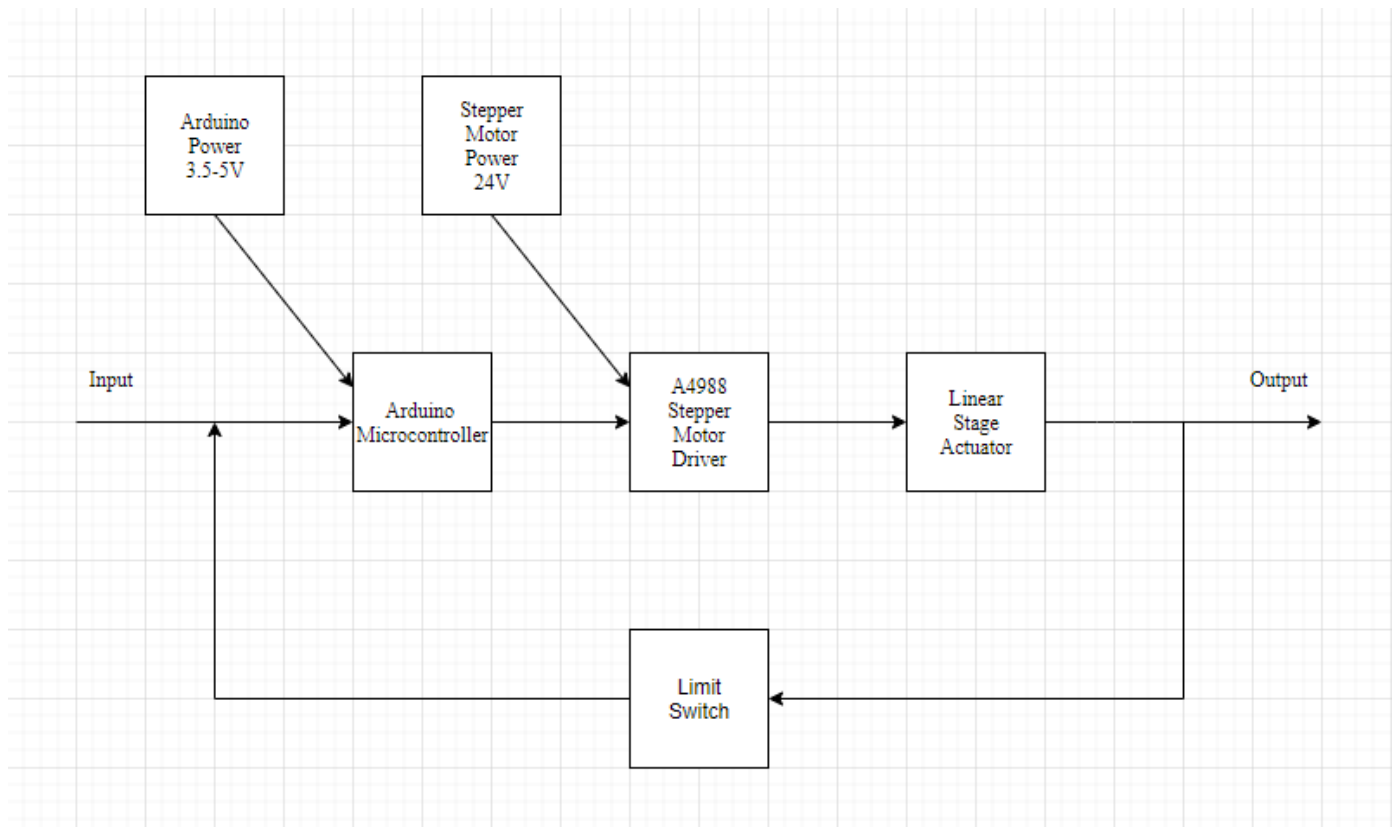 Arduino
Power
3.5-5V
Stepper
Motor
Power
24V
Input
Arduino
Microcontroller
A4988
Stepper
Motor
Driver
Linear
Stage
Actuator
Output
Limit
Switch